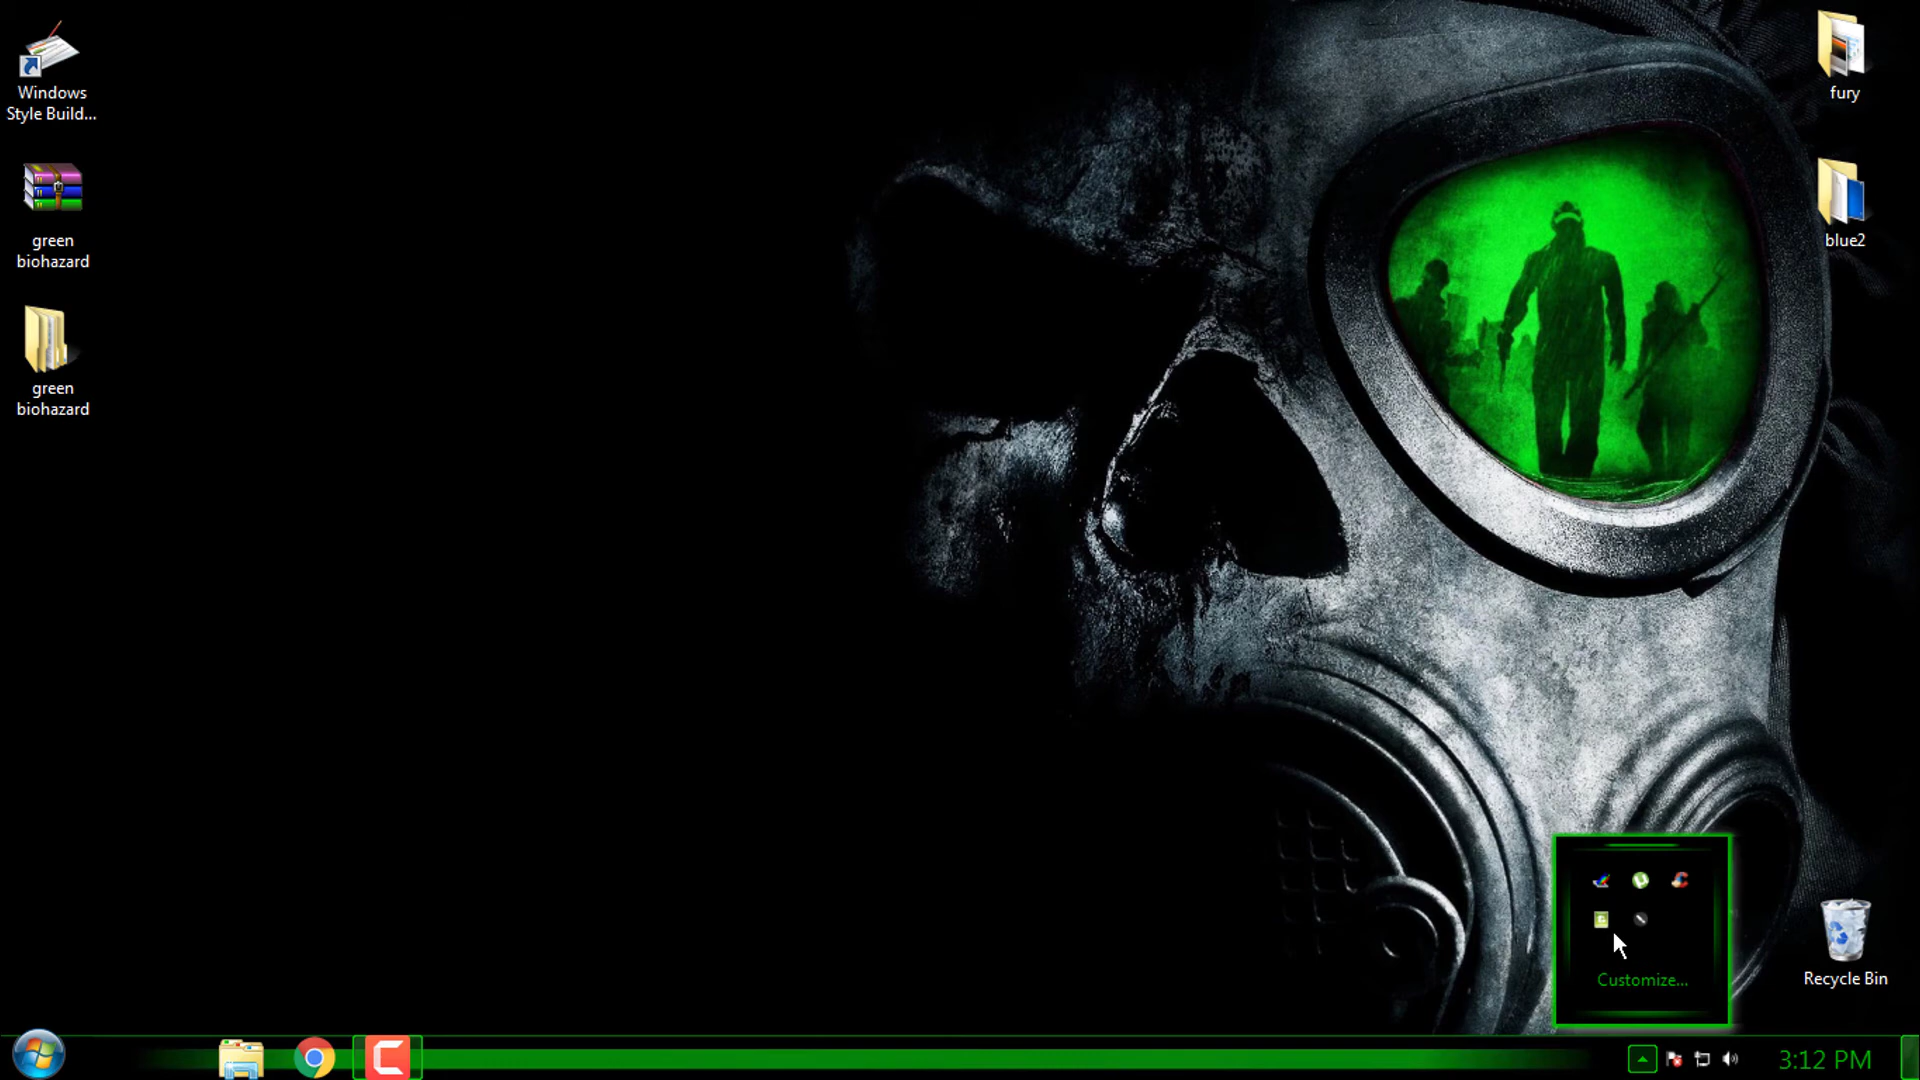 Windows
Style Build...
green
biohazard
green
biohazard
fury
blue2
Recycle Bin
Customize...
3:12 PM